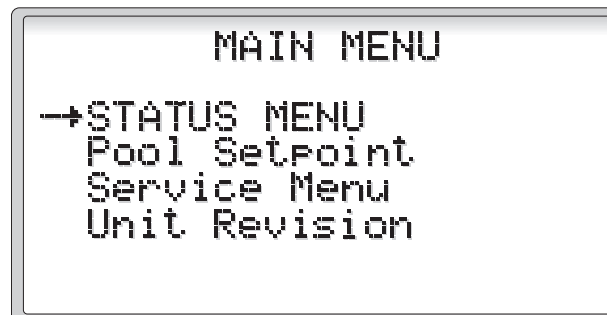 MAIN MENU
→STATUS MENU
Pool Setpoint
Service Menu
Unit Revision